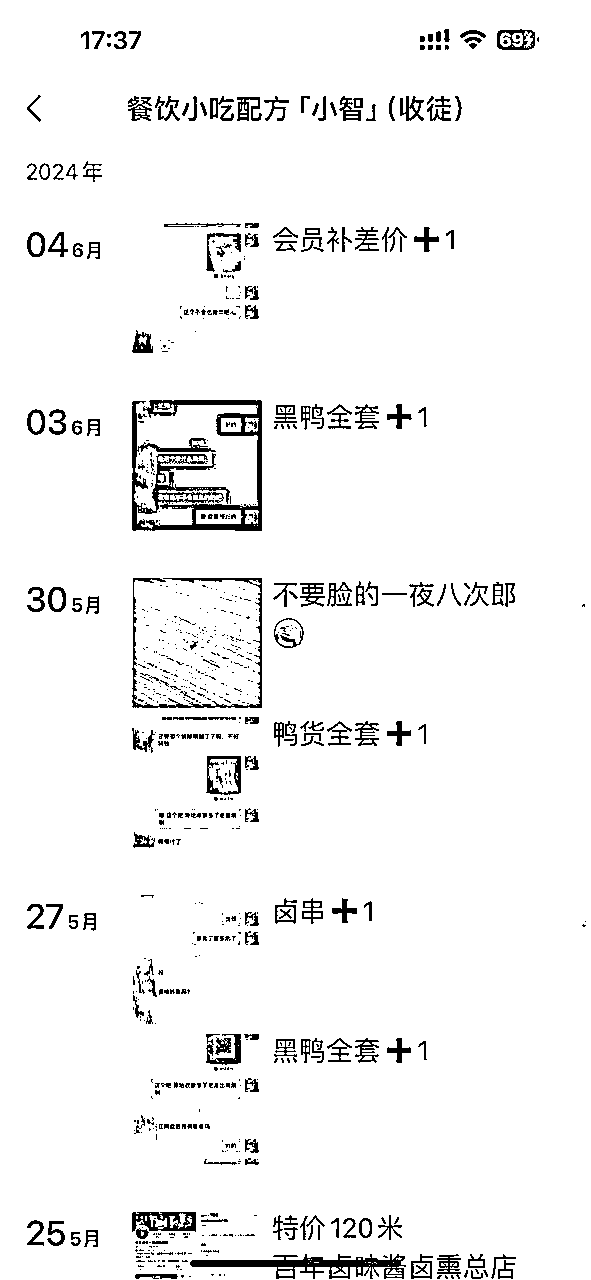 17:37
69
餐饮小吃配方「小智」(收徒)
2024年
04 6月
会员补差价➕1
03 6月
黑鸭全套➕1
30 5月
不要脸的一夜八次郎
鸭货全套➕1
27 5月
卤串➕1
黑鸭全套➕1
25 5月
特价120米
百年卤味酱卤熏总店